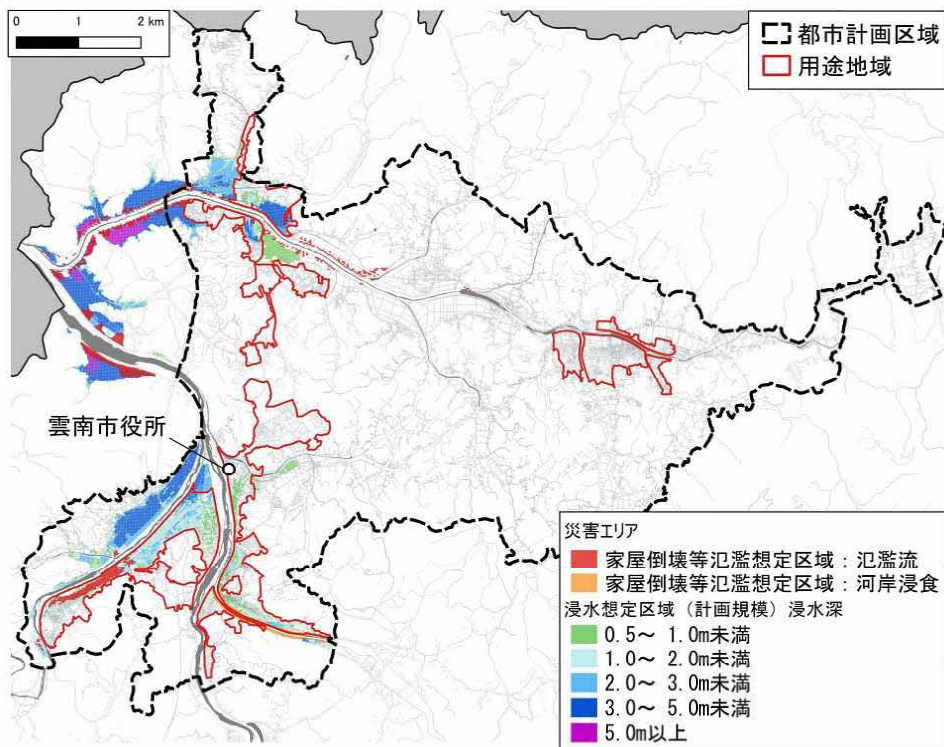 0 1 2 km
都市計画区域
用途地域
雲南市役所
災害エリア
家屋倒壊等氾濫想定区域：氾濫流
家屋倒壊等氾濫想定区域：河岸浸食
浸水想定区域（計画規模）浸水深
0.5～ 1.0m未満
1.0～ 2.0m未満
2.0～ 3.0m未満
3.0～ 5.0m未満
5.0m以上